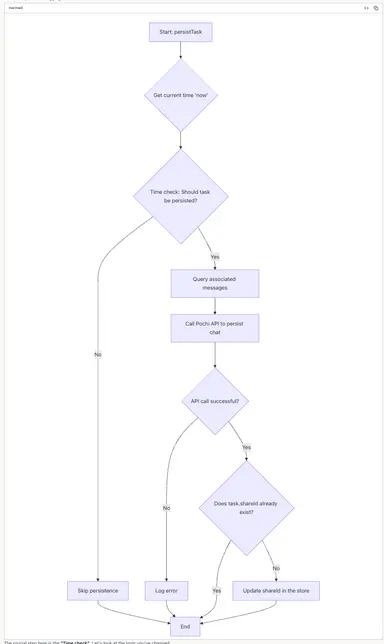 mermaid
Start: persistTask
Get current time 'now'
Time check: Should task
be persisted?
Yes
Query associated
messages
Call Pochi API to persist
chat
No
API call successful?
Yes
Does task.shareId already
exist?
No
No
Skip persistence
Log error
Yes
Update shareId in the store
End
The crucial step here is the "Time check". Let's look at the logic you've changed